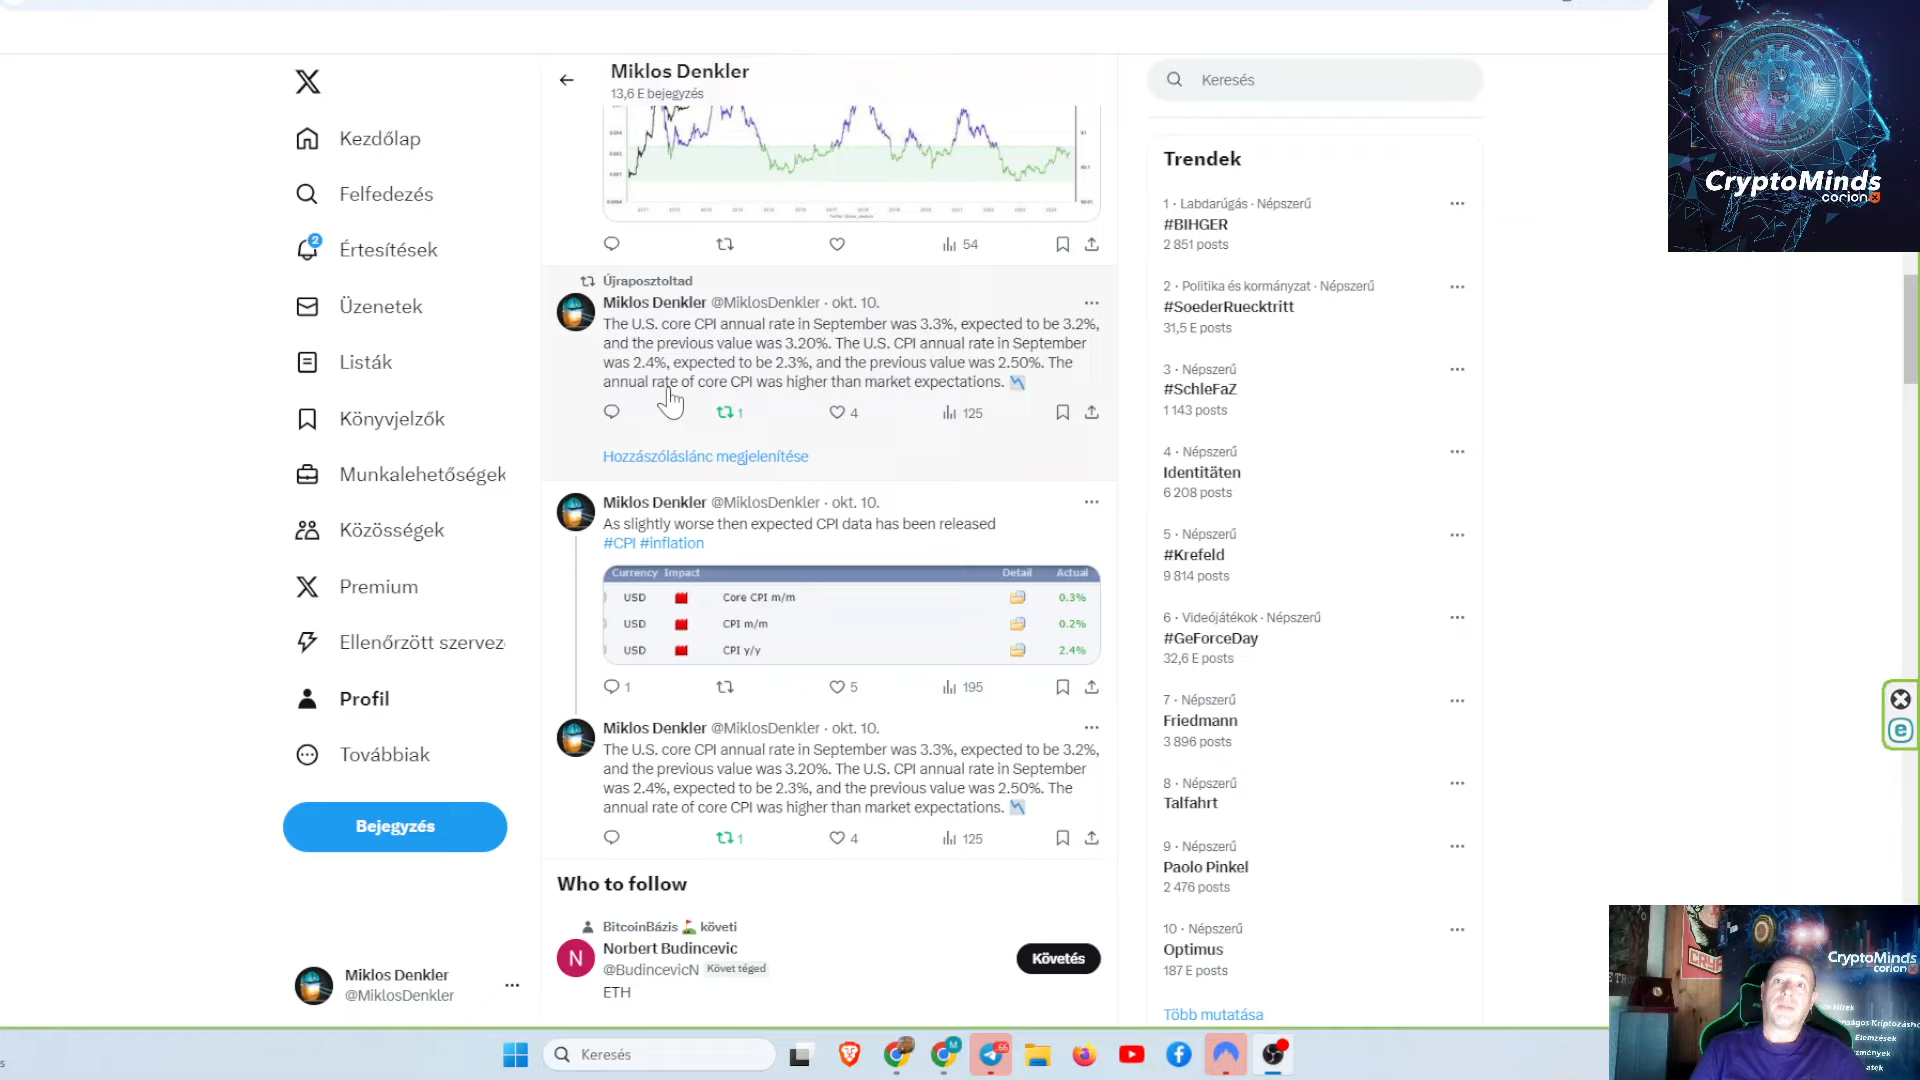 Kezdőlap
Felfedezés
2
Értesítések
Üzenetek
Listák
Könyvjelzők
Munkalehetőségek
Közösségek
Premium
Ellenőrzött szervez
Profil
Továbbiak
Bejegyzés
Miklos Denkler
@MiklosDenkler
Miklos Denkler
13,6 E bejegyzés
54
Újraposztoltad
Miklos Denkler @MiklosDenkler · okt. 10.
The U.S. core CPI annual rate in September was 3.3%, expected to be 3.2%,
and the previous value was 3.20%. The U.S. CPI annual rate in September
was 2.4%, expected to be 2.3%, and the previous value was 2.50%. The
annual rate of core CPI was higher than market expectations.
1 4 125
Hozzászóláslánc megjelenítése
Miklos Denkler @MiklosDenkler · okt. 10.
As slightly worse then expected CPI data has been released
#CPI #inflation
Currency Impact Detail Actual
USD Core CPI m/m 0.3%
USD CPI m/m 0.2%
USD CPI y/y 2.4%
1 5 195
Miklos Denkler @MiklosDenkler · okt. 10.
The U.S. core CPI annual rate in September was 3.3%, expected to be 3.2%,
and the previous value was 3.20%. The U.S. CPI annual rate in September
was 2.4%, expected to be 2.3%, and the previous value was 2.50%. The
annual rate of core CPI was higher than market expectations.
1 4 125
Who to follow
BitcoinBázis követi
N
Norbert Budincevic
@BudincevicN Követ téged
ETH
Követés
Keresés
Trendek
1 · Labdarúgás · Népszerű
#BIHGER
2 851 posts
2 · Politika és kormányzat · Népszerű
#SoederRuecktritt
31,5 E posts
3 · Népszerű
#SchleFaZ
1 143 posts
4 · Népszerű
Identitäten
6 208 posts
5 · Népszerű
#Krefeld
9 814 posts
6 · Videójátékok · Népszerű
#GeForceDay
32,6 E posts
7 · Népszerű
Friedmann
3 896 posts
8 · Népszerű
Talfahrt
9 · Népszerű
Paolo Pinkel
2 476 posts
10 · Népszerű
Optimus
187 E posts
Több mutatása
CryptoMinds
corion
CryptoMinds
corion
Hírek
Elemzések
Keresés
M
66